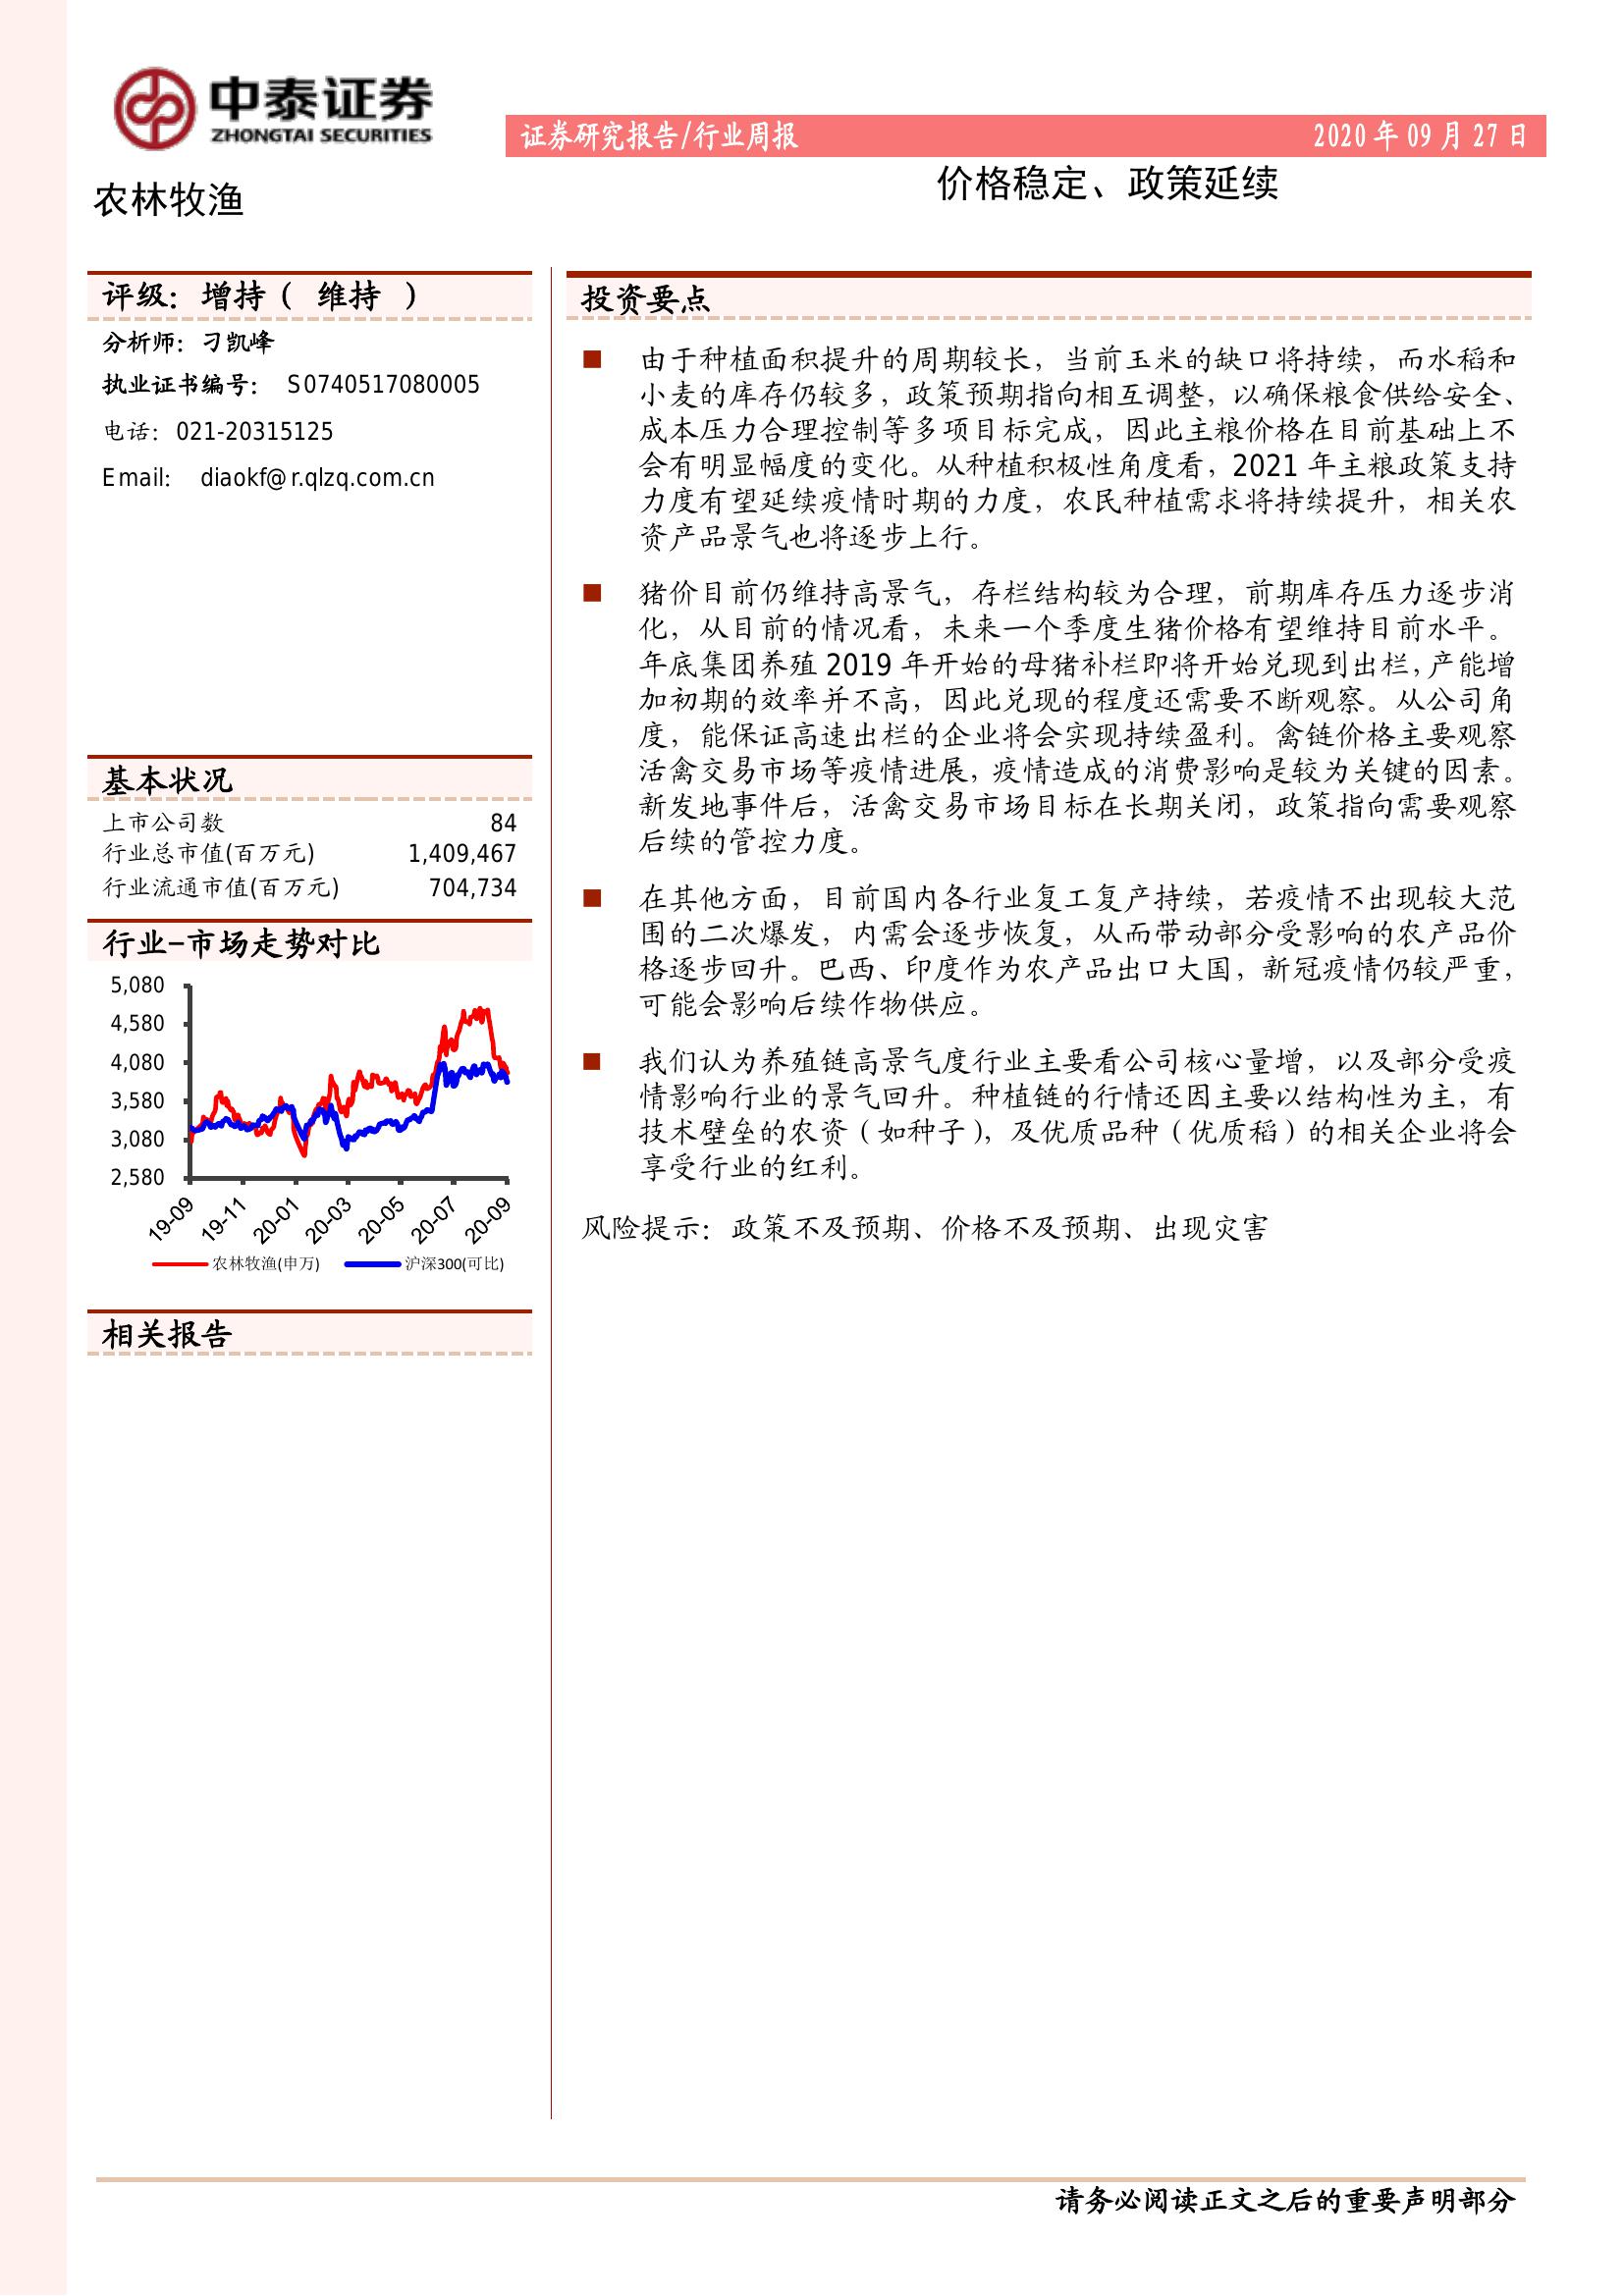 中泰证券
ZHONGTAI SECURITIES
证券研究报告/行业周报 2020年09月27日
农林牧渔
价格稳定、政策延续
评级：增持（ 维持 ）
分析师：刁凯峰
执业证书编号： S0740517080005
电话：021-20315125
Email: diaokf@r.qlzq.com.cn
基本状况
上市公司数 84
行业总市值(百万元) 1,409,467
行业流通市值(百万元) 704,734
行业-市场走势对比
5,080
4,580
4,080
3,580
3,080
2,580
19-09 19-11 20-01 20-03 20-05 20-07 20-09
农林牧渔(申万) 沪深300(可比)
相关报告
投资要点
■ 由于种植面积提升的周期较长，当前玉米的缺口将持续，而水稻和
小麦的库存仍较多，政策预期指向相互调整，以确保粮食供给安全、
成本压力合理控制等多项目标完成，因此主粮价格在目前基础上不
会有明显幅度的变化。从种植积极性角度看，2021 年主粮政策支持
力度有望延续疫情时期的力度，农民种植需求将持续提升，相关农
资产品景气也将逐步上行。
■ 猪价目前仍维持高景气，存栏结构较为合理，前期库存压力逐步消
化，从目前的情况看，未来一个季度生猪价格有望维持目前水平。
年底集团养殖 2019 年开始的母猪补栏即将开始兑现到出栏，产能增
加初期的效率并不高，因此兑现的程度还需要不断观察。从公司角
度，能保证高速出栏的企业将会实现持续盈利。禽链价格主要观察
活禽交易市场等疫情进展，疫情造成的消费影响是较为关键的因素。
新发地事件后，活禽交易市场目标在长期关闭，政策指向需要观察
后续的管控力度。
■ 在其他方面，目前国内各行业复工复产持续，若疫情不出现较大范
围的二次爆发，内需会逐步恢复，从而带动部分受影响的农产品价
格逐步回升。巴西、印度作为农产品出口大国，新冠疫情仍较严重，
可能会影响后续作物供应。
■ 我们认为养殖链高景气度行业主要看公司核心量增，以及部分受疫
情影响行业的景气回升。种植链的行情还因主要以结构性为主，有
技术壁垒的农资（如种子），及优质品种（优质稻）的相关企业将会
享受行业的红利。
风险提示：政策不及预期、价格不及预期、出现灾害
请务必阅读正文之后的重要声明部分